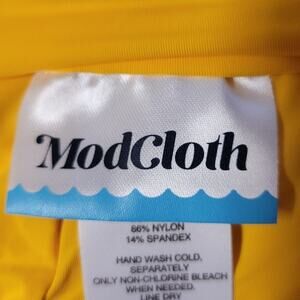 ModCloth
86% NYLON
14% SPANDEX
HAND WASH COLD,
SEPARATELY
ONLY NON-CHLORINE BLEACH
WHEN NEEDED.
LINE DRY